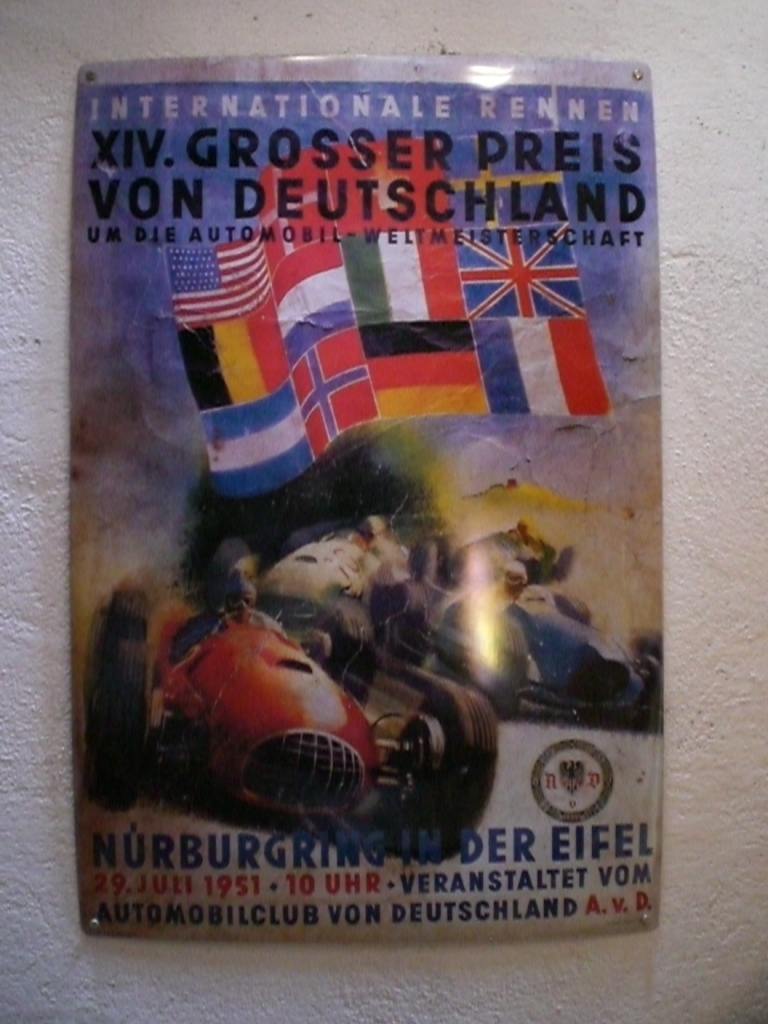 INTERNATIONALE RENNEN
XIV. GROSSER PREIS
VON DEUTSCHLAND
UM DIE AUTOMOBIL-WELTMEISTERSCHAFT
A D
V
NÜRBURGRING IN DER EIFEL
29. JULI 1951 · 10 UHR · VERANSTALTET VOM
AUTOMOBILCLUB VON DEUTSCHLAND A. v. D.